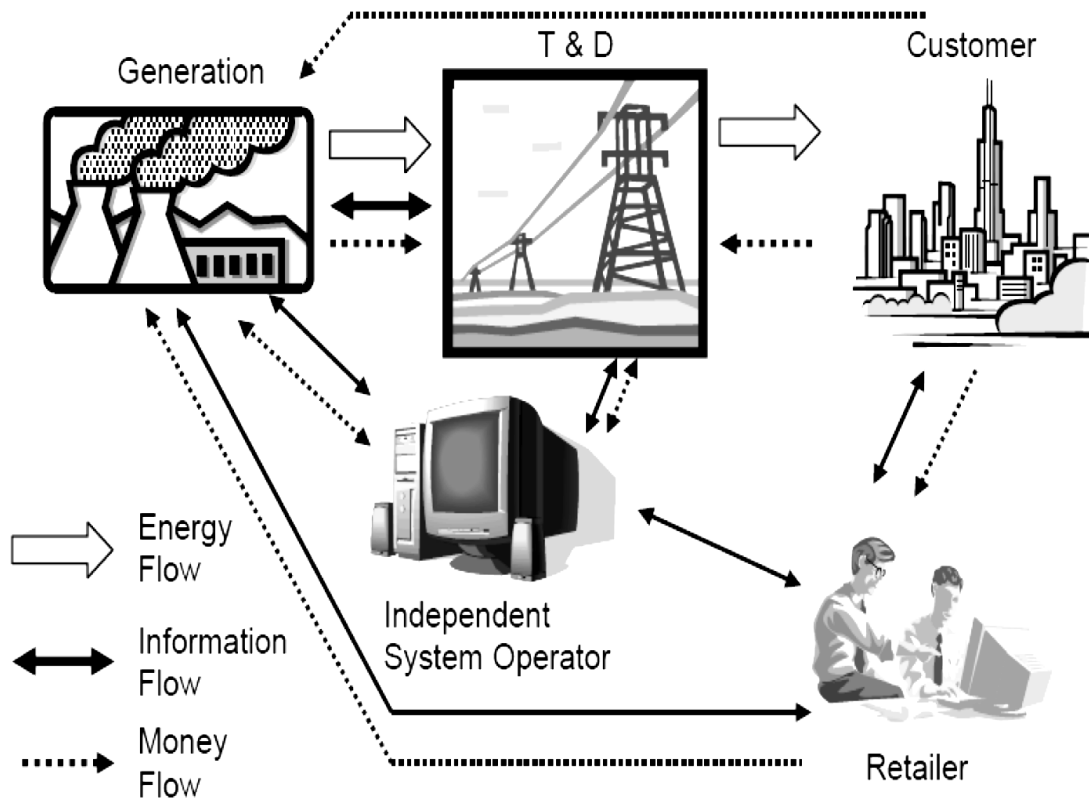 T & D
Customer
Generation
Energy
Flow
Independent
System Operator
Information
Flow
Money
Flow
Retailer